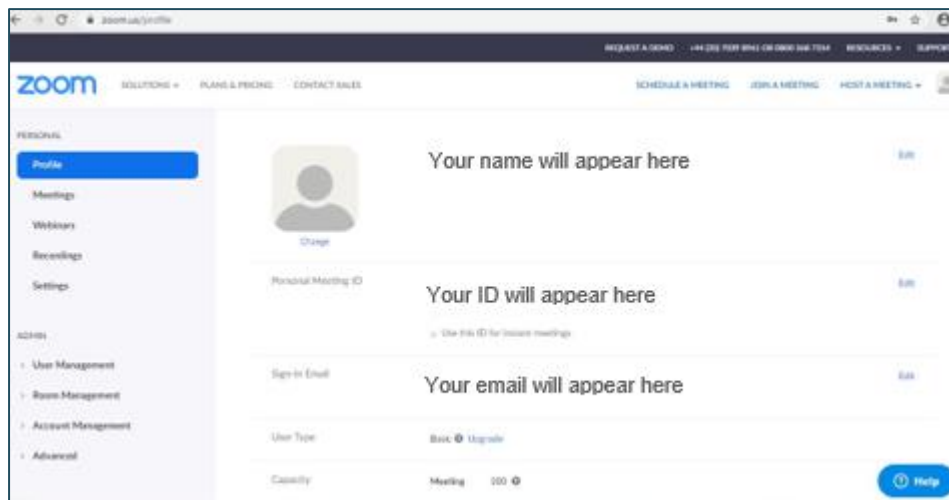 zoom.us/profile
REQUEST A DEMO RESOURCES SUPPORT
zoom SOLUTIONS PLANS & PRICING CONTACT SALES SCHEDULE A MEETING JOIN A MEETING HOST A MEETING
PERSONAL
Profile
Meetings
Webinars
Recordings
Settings
ADMIN
User Management
Room Management
Account Management
Advanced
Your name will appear here Edit
Change
Personal Meeting ID Your ID will appear here Edit
Use this ID for instant meetings
Sign-In Email Your email will appear here Edit
User Type Basic Upgrade
Capacity Meeting 100
Help